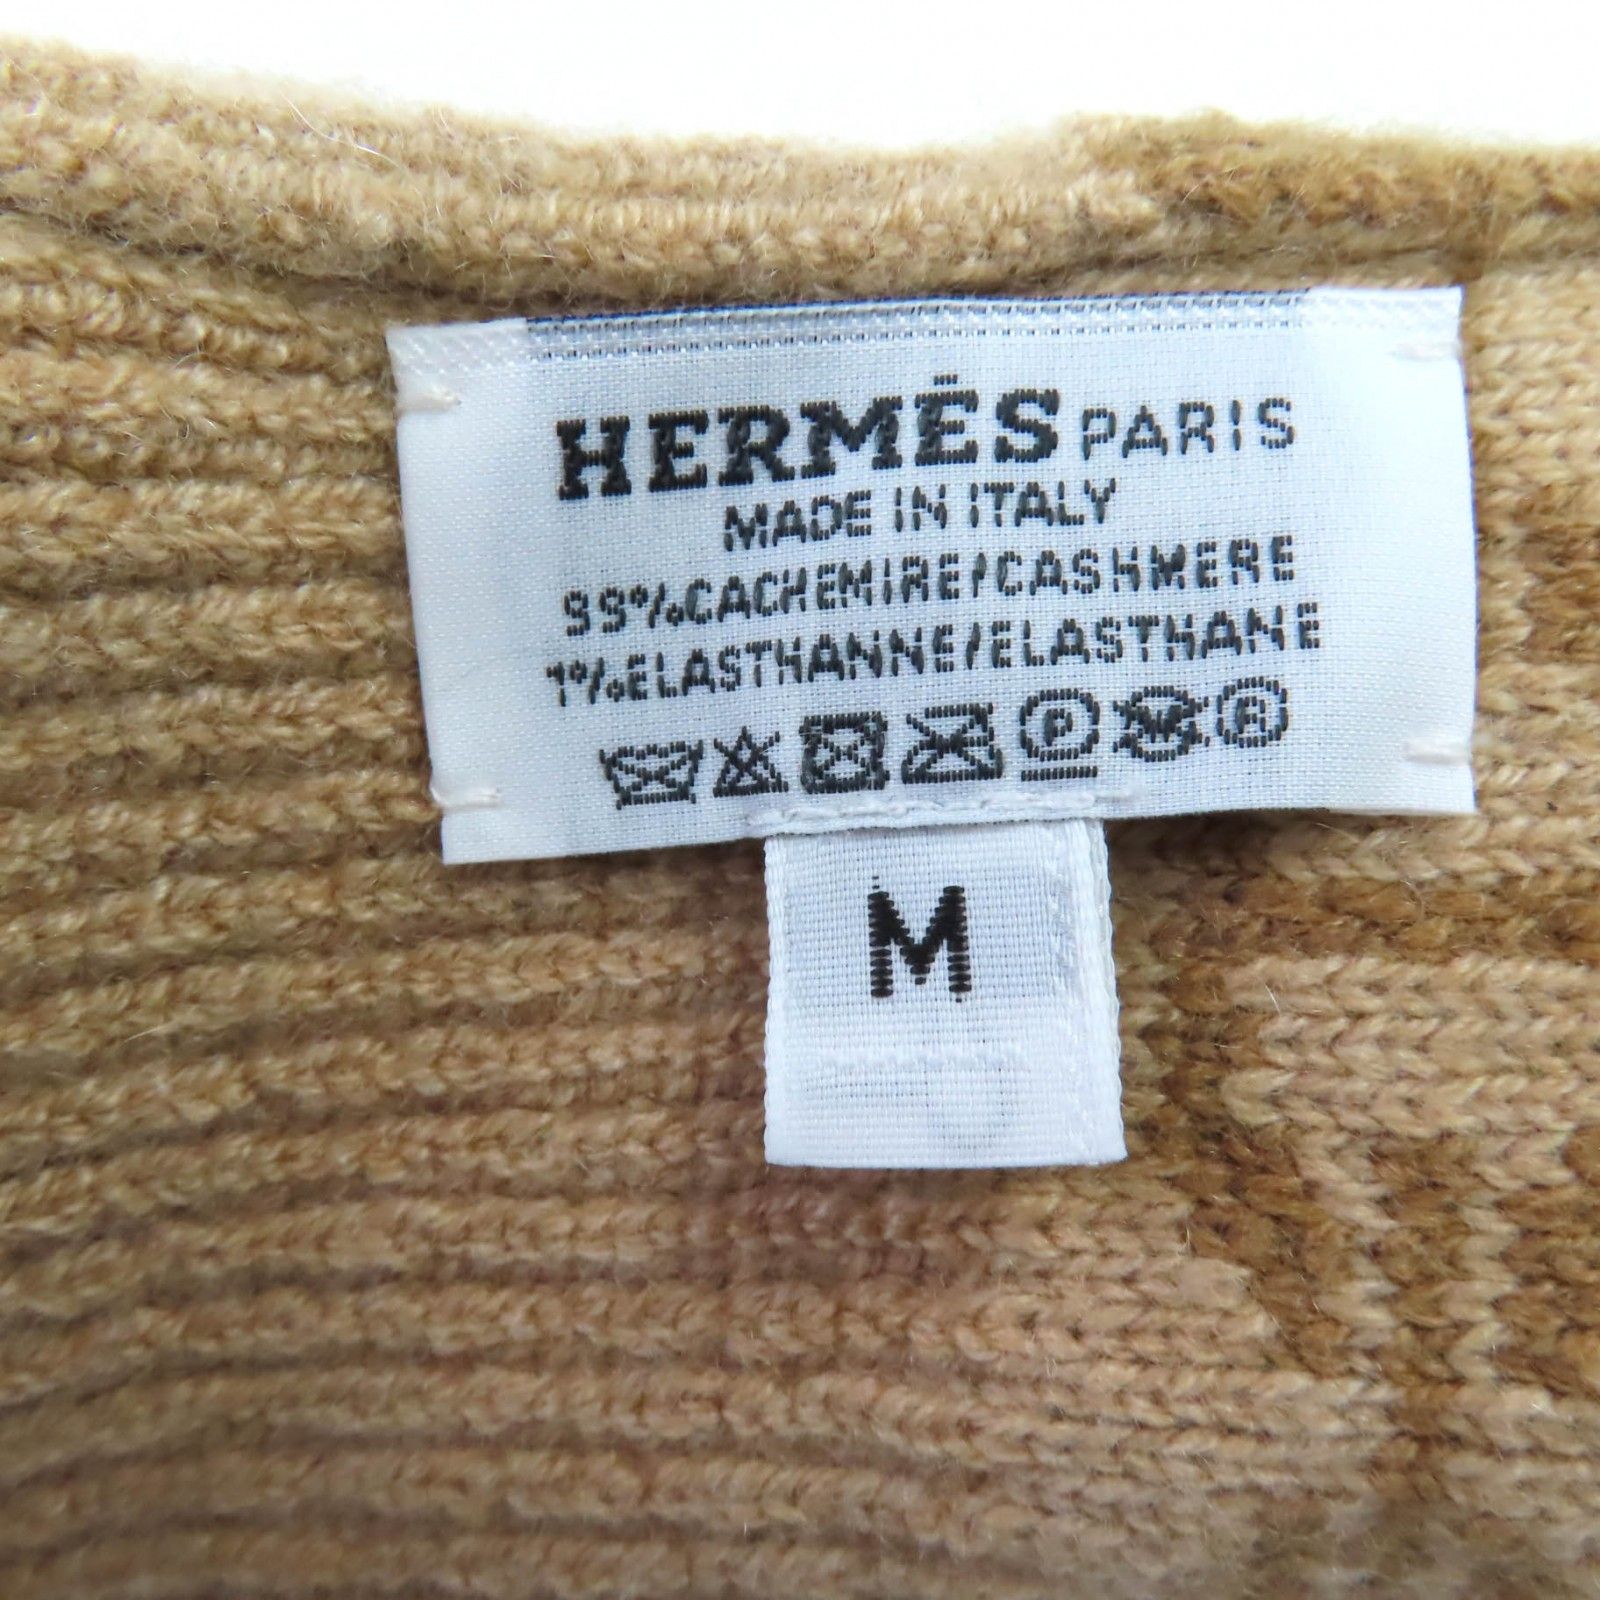 HERMÈS PARIS
MADE IN ITALY
99%CACHEMIRE/CASHMERE
1%ELASTHANNE/ELASTHANE
P W F
M